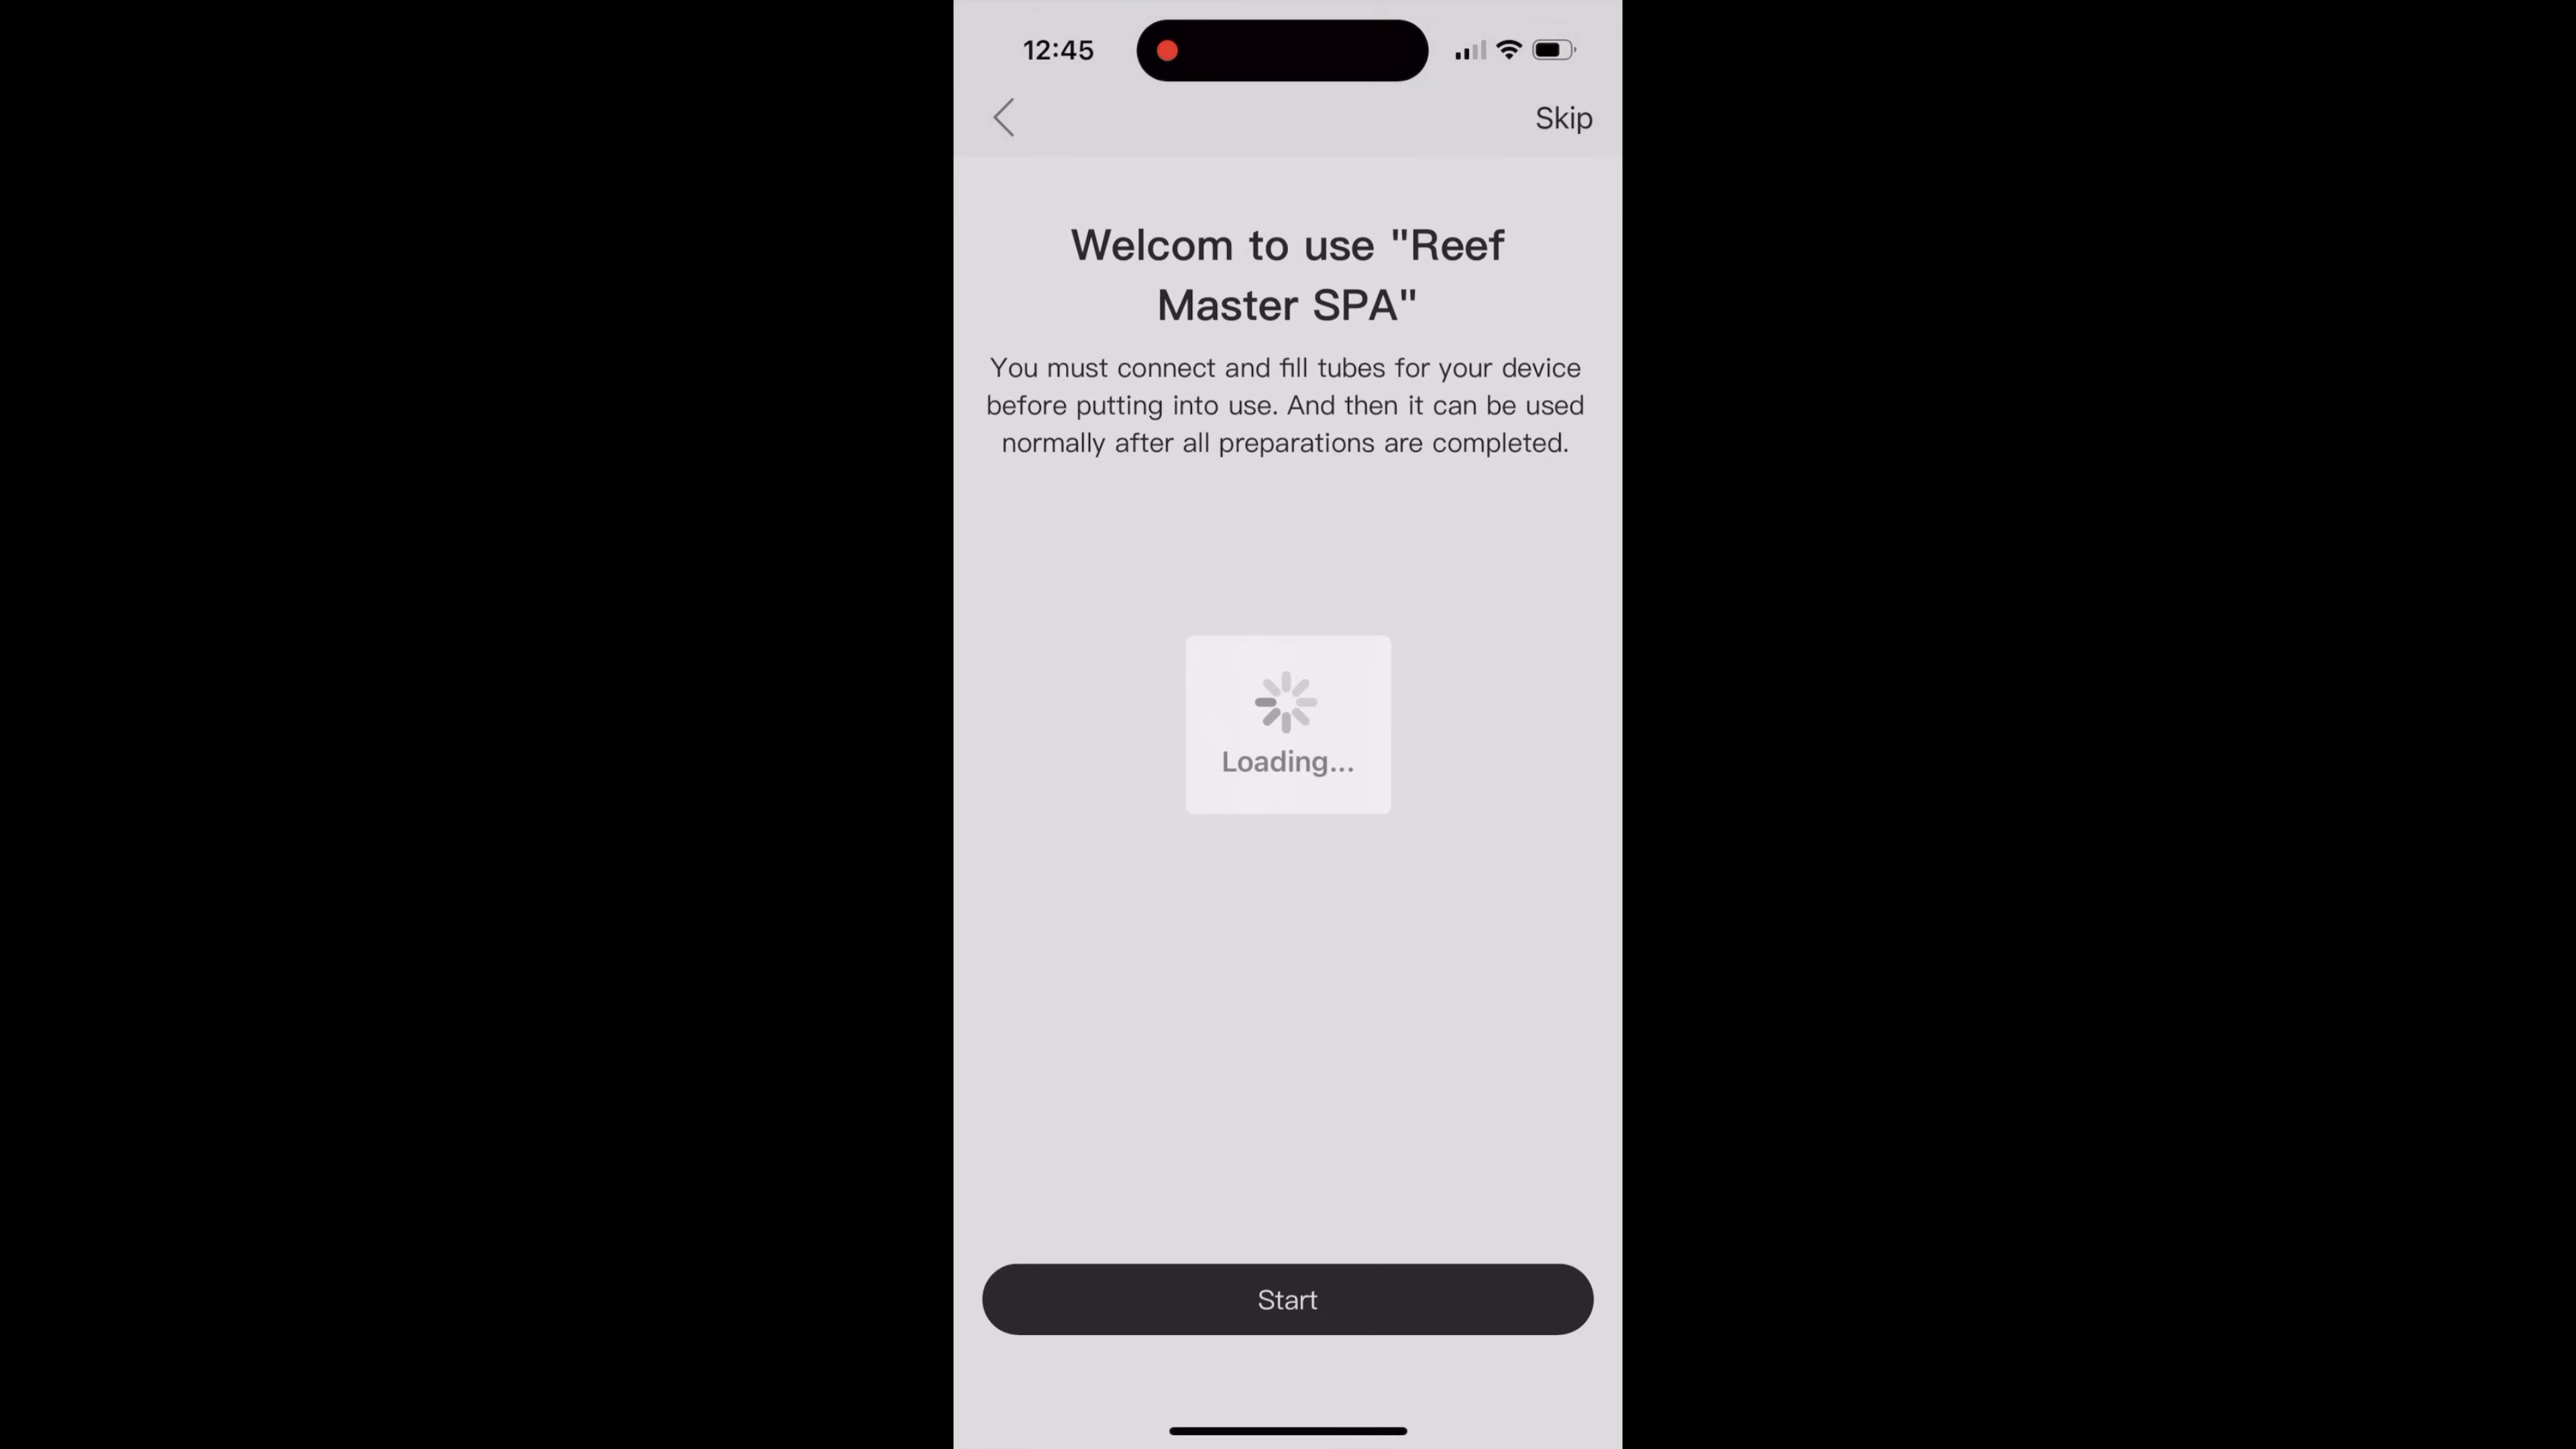 12:45
Skip
Welcom to use "Reef
Master SPA"
You must connect and fill tubes for your device
before putting into use. And then it can be used
normally after all preparations are completed.
Loading...
Start